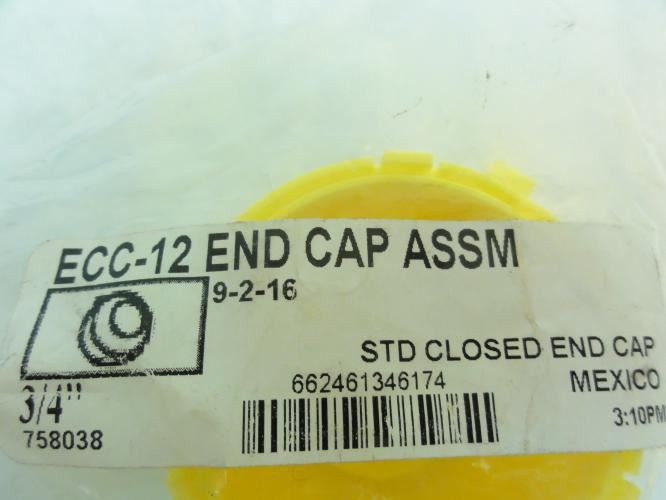 ECC-12 END CAP ASSM
9-2-16
STD CLOSED END CAP
662461346174
MEXICO
3/4"
758038
3:10PM